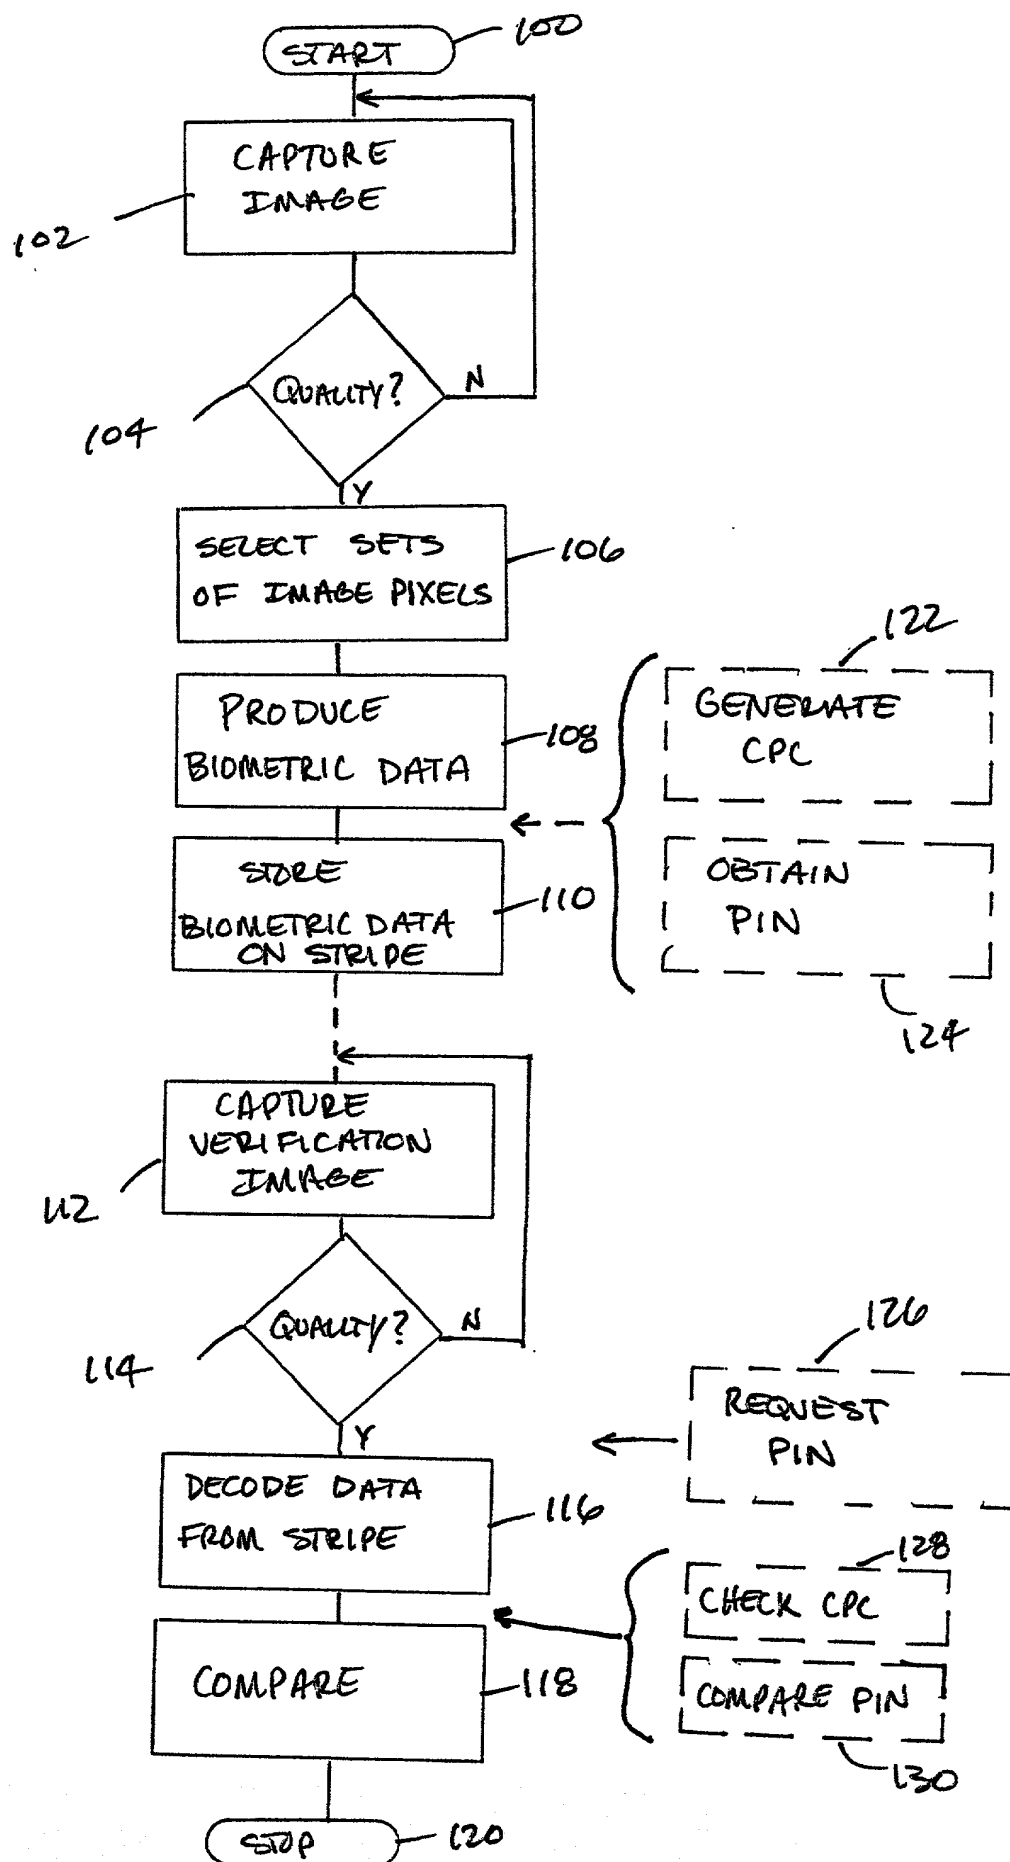 START
100
CAPTURE
IMAGE
102
QUALITY?
N
104
Y
SELECT SETS
OF IMAGE PIXELS
106
PRODUCE
BIOMETRIC DATA
108
122
GENERATE
CPC
STORE
BIOMETRIC DATA
ON STRIPE
110
OBTAIN
PIN
124
CAPTURE
VERIFICATION
IMAGE
112
QUALITY?
N
114
Y
126
REQUEST
PIN
DECODE DATA
FROM STRIPE
116
128
CHECK CPC
COMPARE
118
COMPARE PIN
130
STOP
120